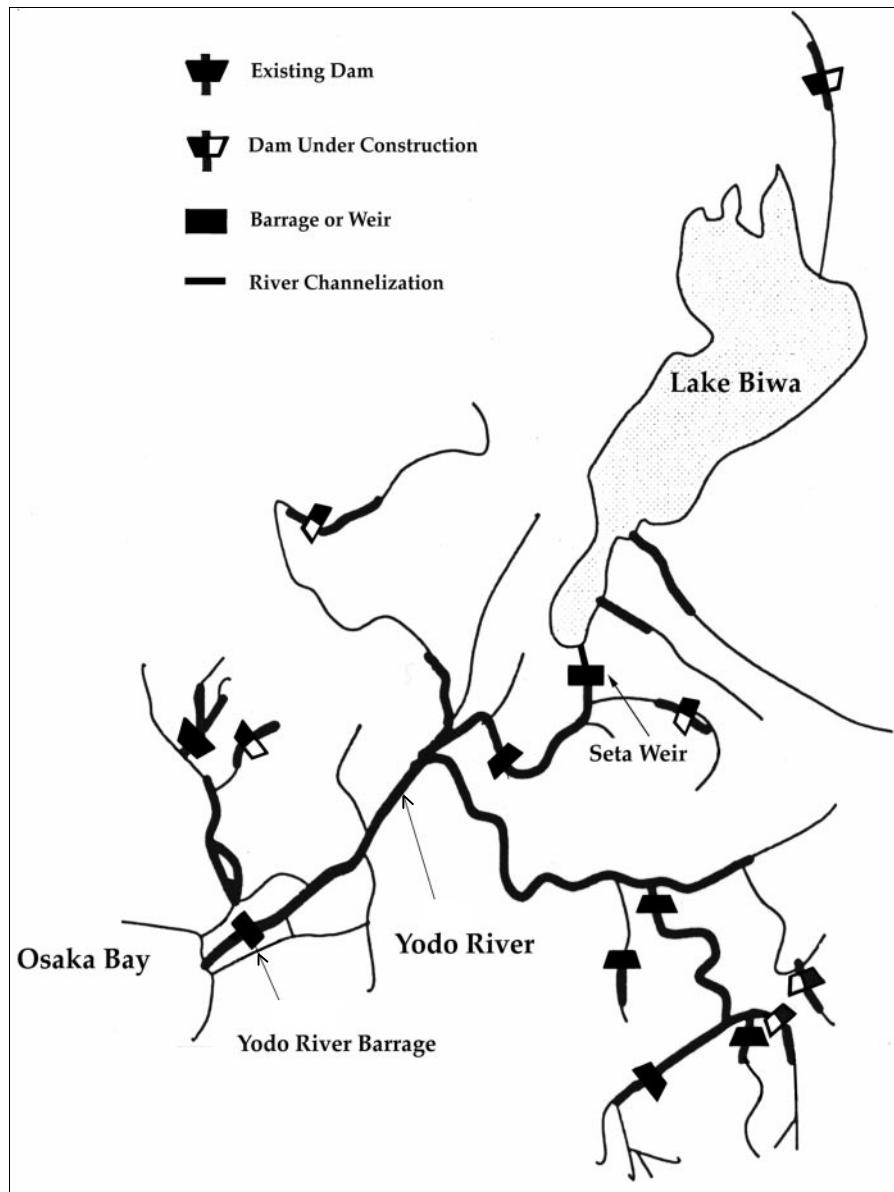 Existing Dam
Dam Under Construction
Barrage or Weir
River Channelization
Lake Biwa
Seta Weir
Yodo River
Osaka Bay
Yodo River Barrage